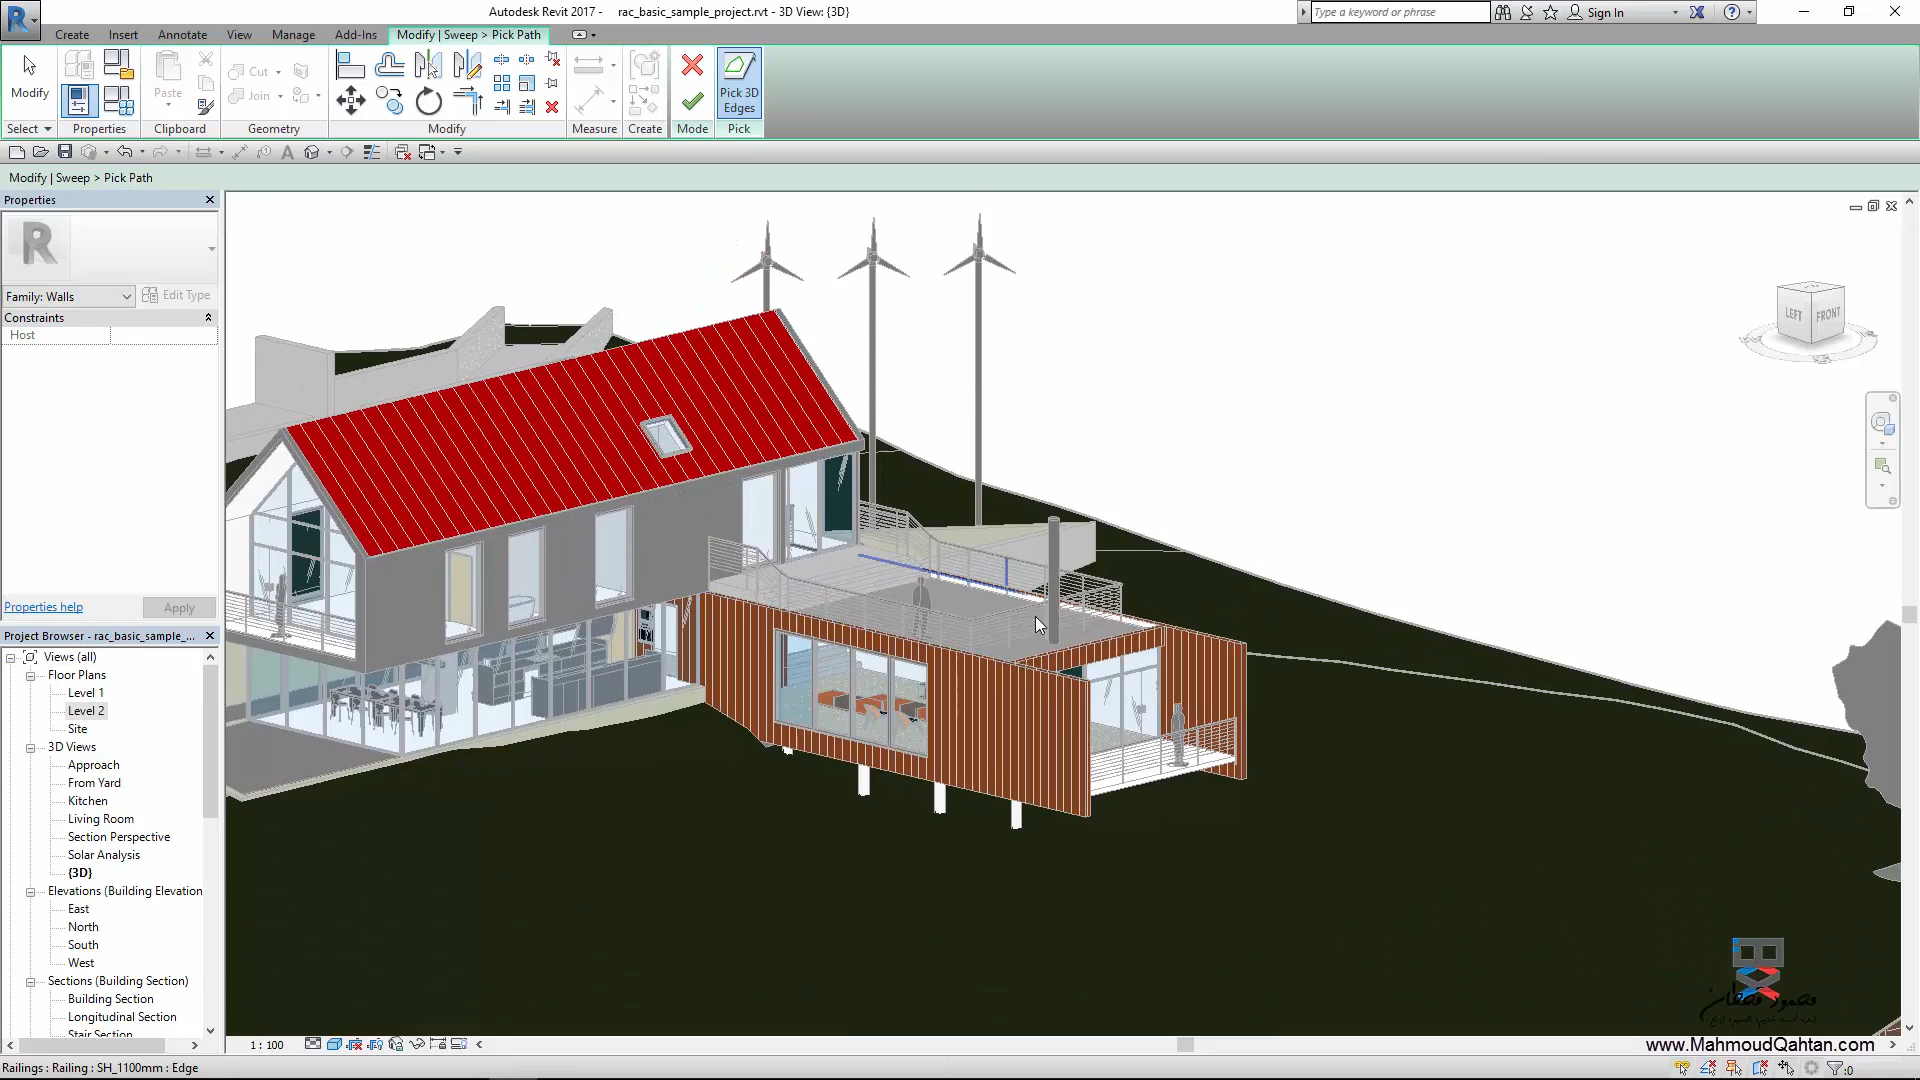 Autodesk Revit 2017 -    rac_basic_sample_project.rvt - 3D View: {3D}
Type a keyword or phrase
Sign In
Create
Insert
Annotate
View
Manage
Add-Ins
Modify | Sweep > Pick Path
Modify
Paste
Cut
Join
Pick 3D
Edges
Select
Properties
Clipboard
Geometry
Modify
Measure
Create
Mode
Pick
Modify | Sweep > Pick Path
Properties
Family: Walls
Edit Type
Constraints
Host
Properties help
Apply
Project Browser - rac_basic_sample_...
Views (all)
Floor Plans
Level 1
Level 2
Site
3D Views
Approach
From Yard
Kitchen
Living Room
Section Perspective
Solar Analysis
{3D}
Elevations (Building Elevation
East
North
South
West
Sections (Building Section)
Building Section
Longitudinal Section
Stair Section
LEFT
FRONT
محمود قحطان
1 : 100
www.MahmoudQahtan.com
Railings : Railing : SH_1100mm : Edge
:0